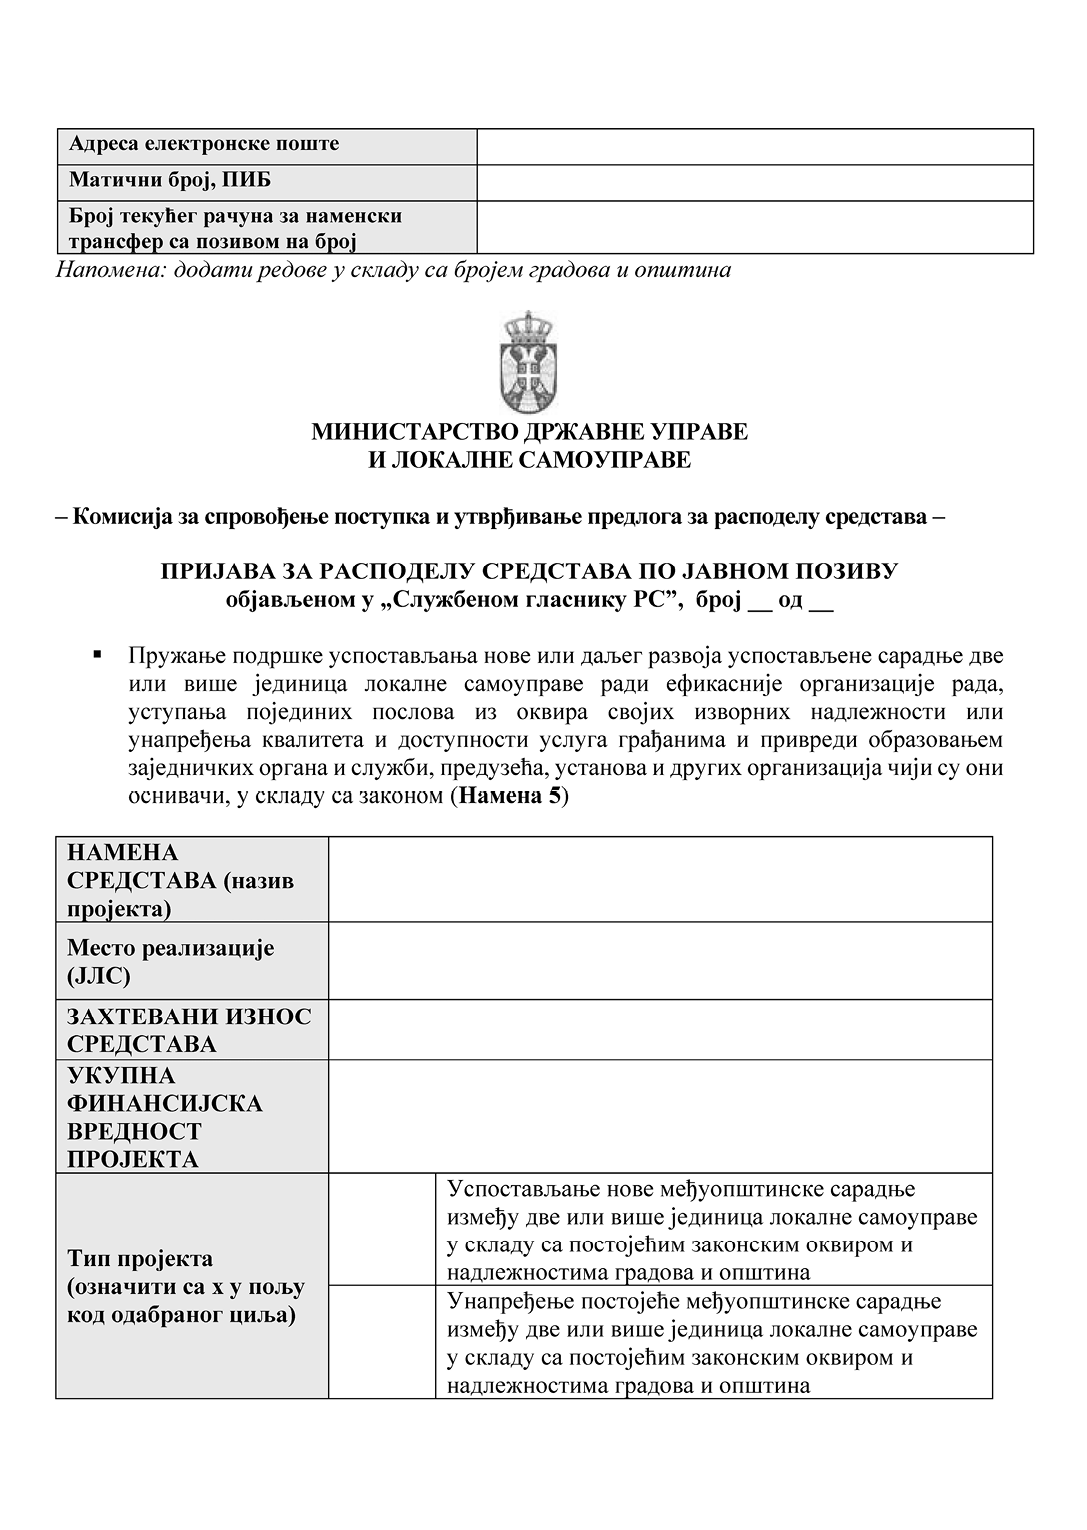 Адреса електронске поште
Матични број, ПИБ
Број текућег рачуна за наменски
трансфер са позивом на број
Напомена: додати редове у складу са бројем градова и општина
МИНИСТАРСТВО ДРЖАВНЕ УПРАВЕ
И ЛОКАЛНЕ САМОУПРАВЕ
– Комисија за спровођење поступка и утврђивање предлога за расподелу средстава –
ПРИЈАВА ЗА РАСПОДЕЛУ СРЕДСТАВА ПО ЈАВНОМ ПОЗИВУ
објављеном у „Службеном гласнику РС”, број __ од __
▪ Пружање подршке успостављања нове или даљег развоја успостављене сарадње две
или више јединица локалне самоуправе ради ефикасније организације рада,
уступања појединих послова из оквира својих изворних надлежности или
унапређења квалитета и доступности услуга грађанима и привреди образовањем
заједничких органа и служби, предузећа, установа и других организација чији су они
оснивачи, у складу са законом (Намена 5)
НАМЕНА
СРЕДСТАВА (назив
пројекта)
Место реализације
(ЈЛС)
ЗАХТЕВАНИ ИЗНОС
СРЕДСТАВА
УКУПНА
ФИНАНСИЈСКА
ВРЕДНОСТ
ПРОЈЕКТА
Тип пројекта
(означити са x у пољу
код одабраног циља)
Успостављање нове међуопштинске сарадње
између две или више јединица локалне самоуправе
у складу са постојећим законским оквиром и
надлежностима градова и општина
Унапређење постојеће међуопштинске сарадње
између две или више јединица локалне самоуправе
у складу са постојећим законским оквиром и
надлежностима градова и општина